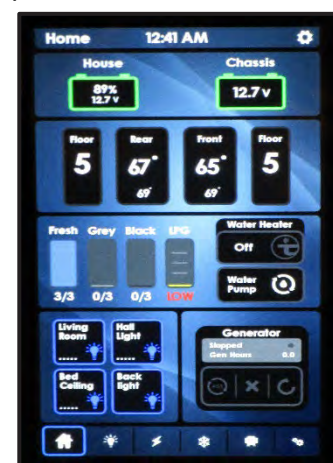 Home 12:41 AM
House Chassis
89%
12.7 v
12.7 v
Floor Rear Front Floor
5 67° 65° 5
69° 69°
Fresh Grey Black LPG
3/3 0/3 0/3 LOW
Water Heater
Off
Water
Pump
Living
Room
Hall
Light
Bed
Ceiling
Back
light
Generator
Stopped
Gen Hours 0.0